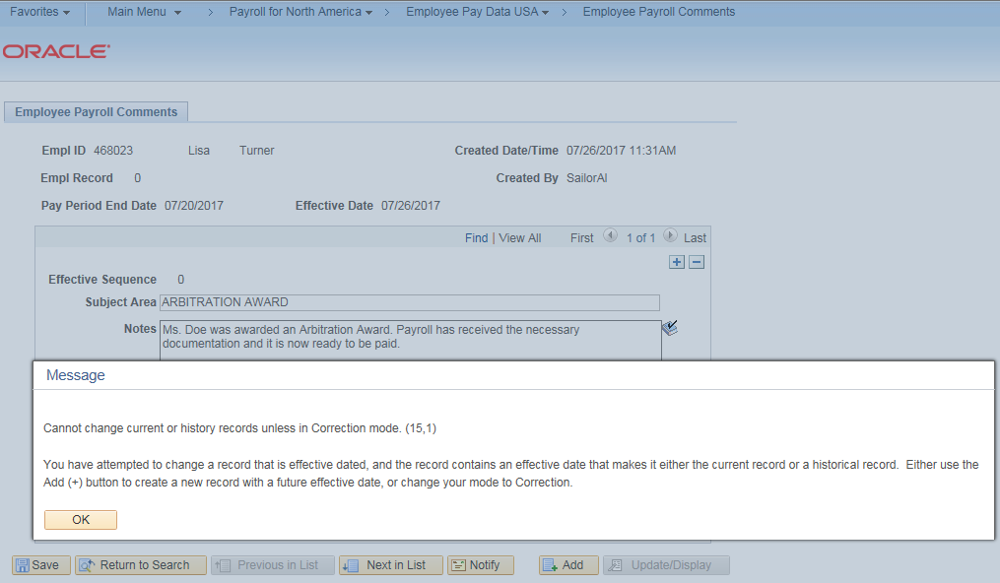 Favorites Main Menu > Payroll for North America > Employee Pay Data USA > Employee Payroll Comments
ORACLE
Employee Payroll Comments
Empl ID 468023 Lisa Turner Created Date/Time 07/26/2017 11:31AM
Empl Record 0 Created By SailorAl
Pay Period End Date 07/20/2017 Effective Date 07/26/2017
Find | View All First 1 of 1 Last
Effective Sequence 0
Subject Area ARBITRATION AWARD
Notes Ms. Doe was awarded an Arbitration Award. Payroll has received the necessary
documentation and it is now ready to be paid.
Message
Cannot change current or history records unless in Correction mode. (15,1)
You have attempted to change a record that is effective dated, and the record contains an effective date that makes it either the current record or a historical record. Either use the
Add (+) button to create a new record with a future effective date, or change your mode to Correction.
OK
Save Return to Search Previous in List Next in List Notify Add Update/Display